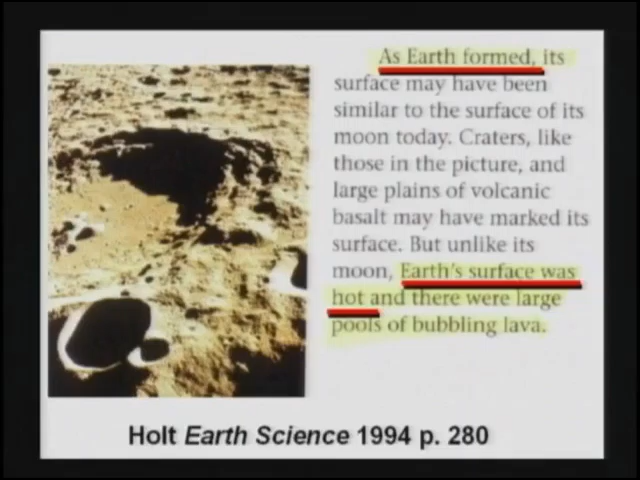 As Earth formed, its
surface may have been
similar to the surface of its
moon today. Craters, like
those in the picture, and
large plains of volcanic
basalt may have marked its
surface. But unlike its
moon, Earth's surface was
hot and there were large
pools of bubbling lava.
Holt Earth Science 1994 p. 280